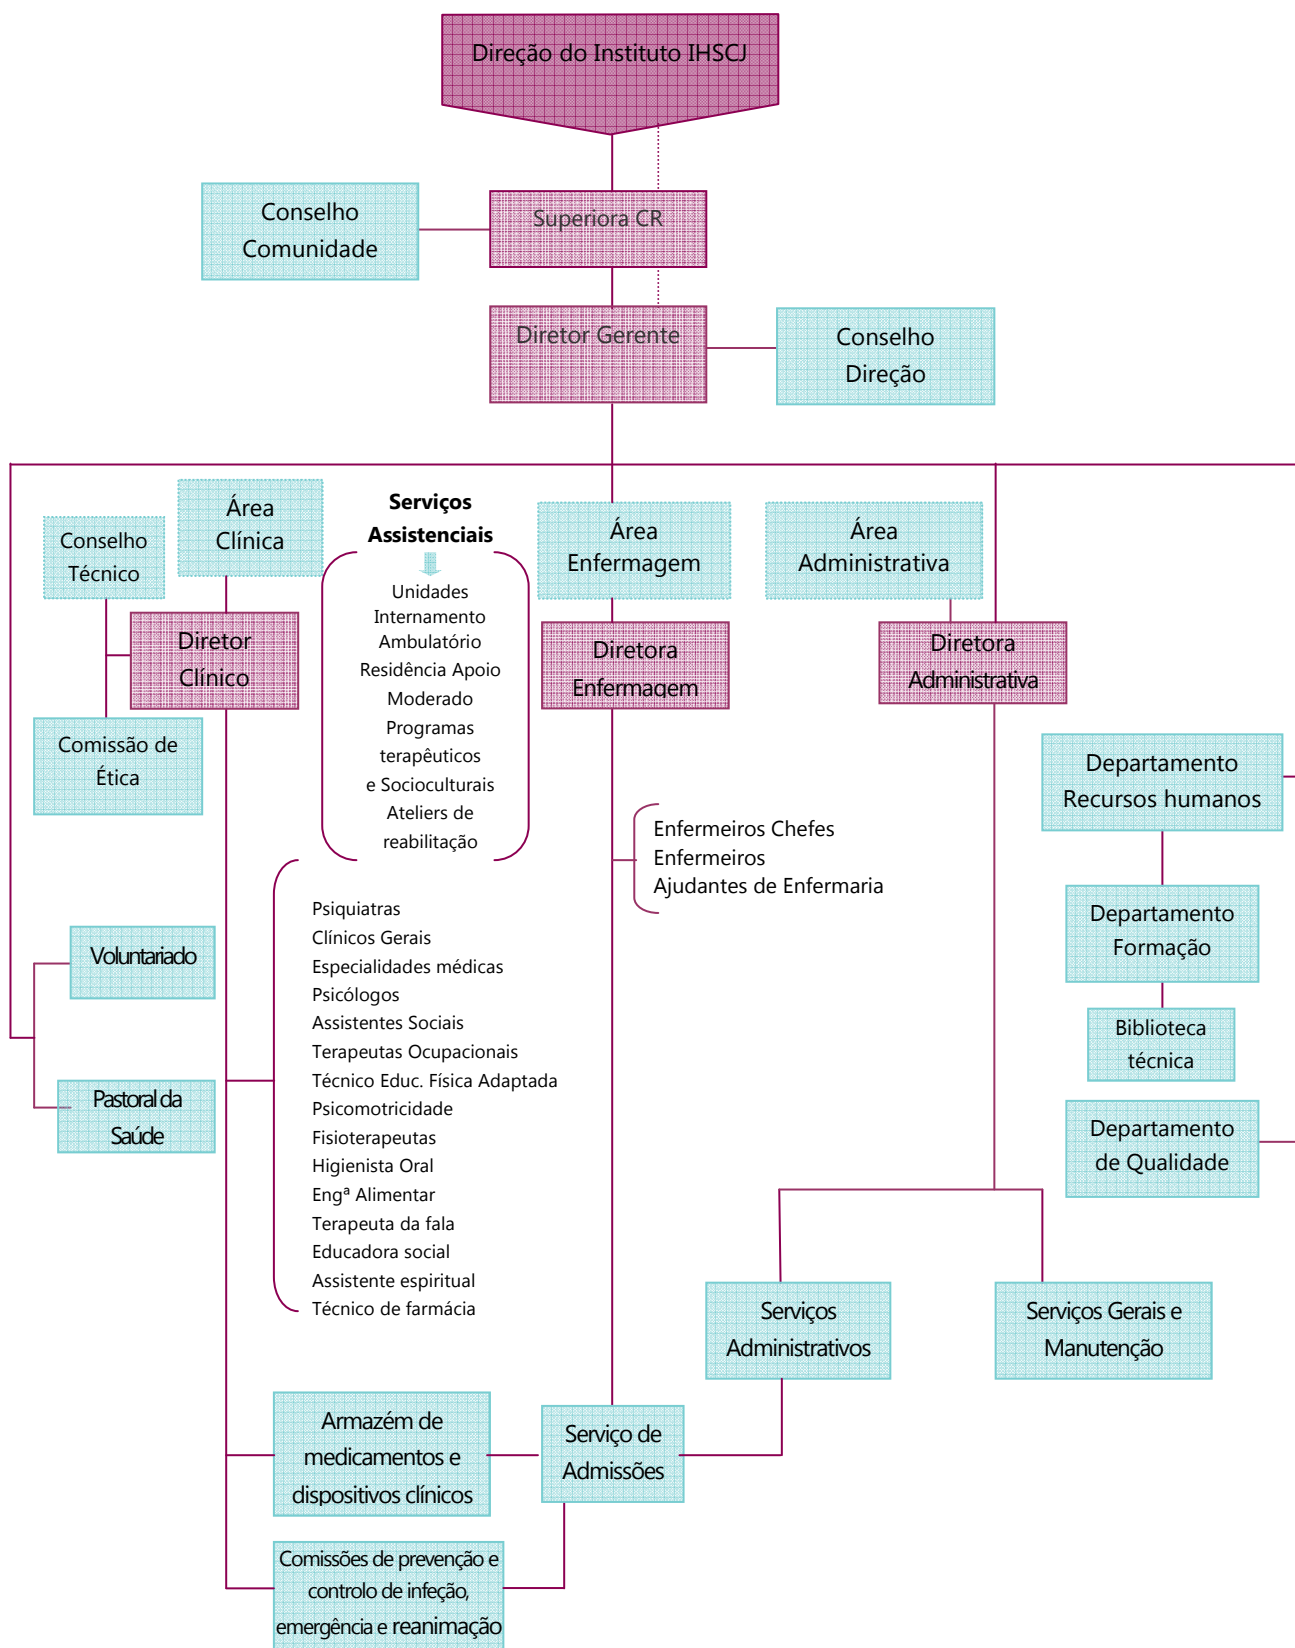 Direção do Instituto IHSCJ
Conselho
Comunidade
Superiora CR
Diretor Gerente
Conselho
Direção
Conselho
Técnico
Área
Clínica
Serviços
Assistenciais
Unidades
Internamento
Ambulatório
Residência Apoio
Moderado
Programas
terapêuticos
e Socioculturais
Ateliers de
reabilitação
Área
Enfermagem
Área
Administrativa
Diretor
Clínico
Diretora
Enfermagem
Diretora
Administrativa
Comissão de
Ética
Departamento
Recursos humanos
Enfermeiros Chefes
Enfermeiros
Ajudantes de Enfermaria
Departamento
Formação
Biblioteca
técnica
Departamento
de Qualidade
Voluntariado
Pastoral da
Saúde
Psiquiatras
Clínicos Gerais
Especialidades médicas
Psicólogos
Assistentes Sociais
Terapeutas Ocupacionais
Técnico Educ. Física Adaptada
Psicomotricidade
Fisioterapeutas
Higienista Oral
Engª Alimentar
Terapeuta da fala
Educadora social
Assistente espiritual
Técnico de farmácia
Serviços
Administrativos
Serviços Gerais e
Manutenção
Armazém de
medicamentos e
dispositivos clínicos
Serviço de
Admissões
Comissões de prevenção e
controlo de infeção,
emergência e reanimação